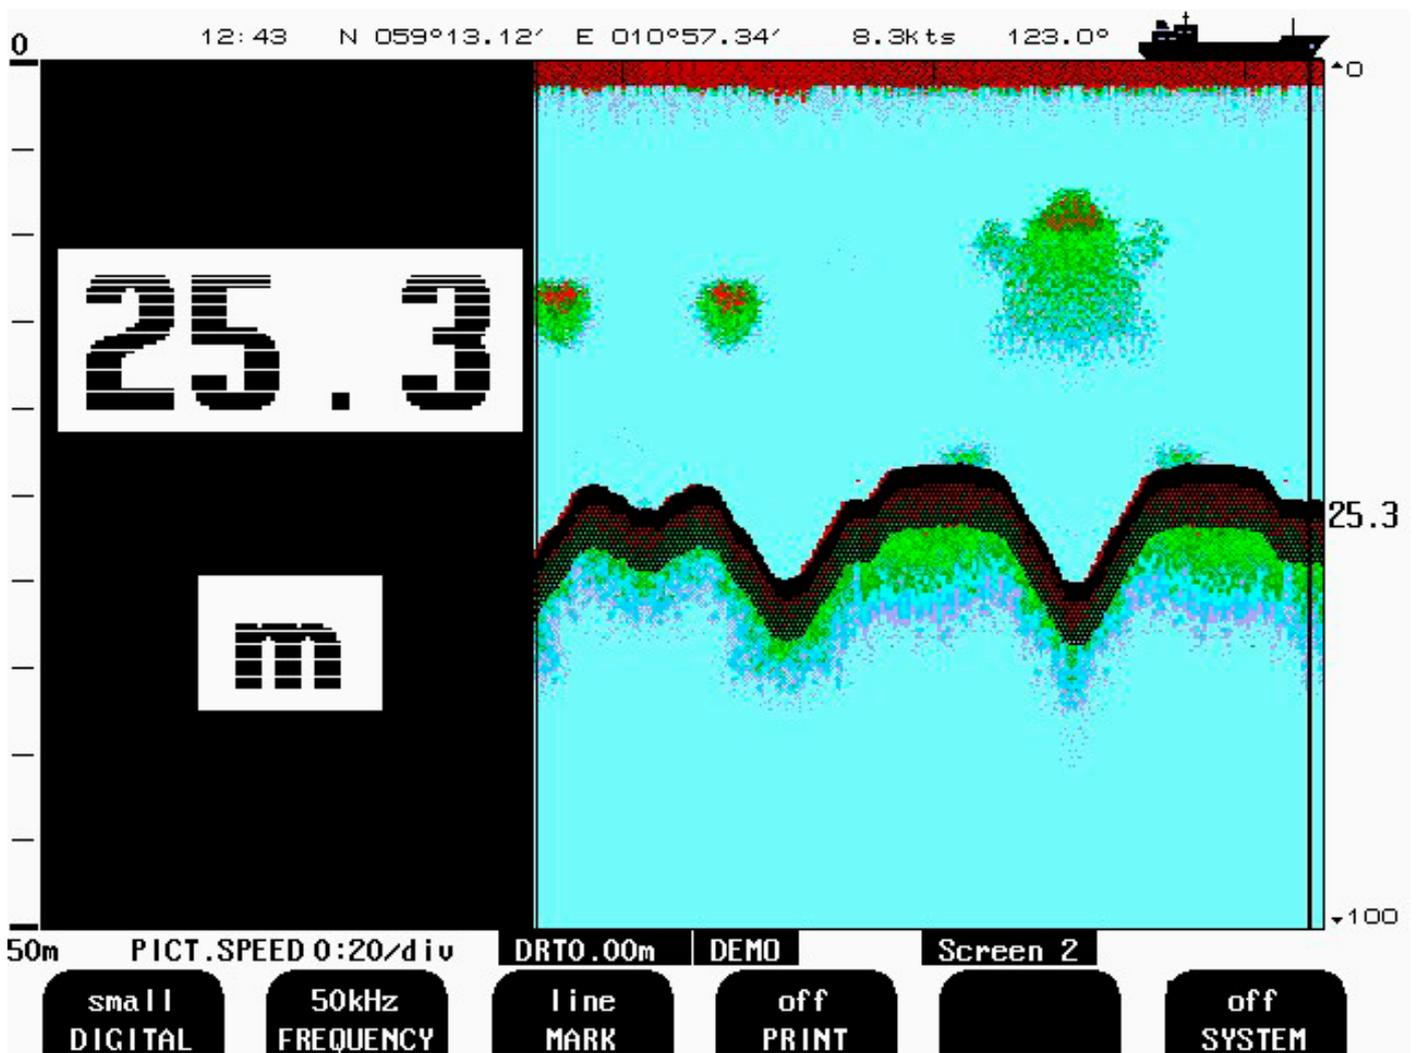 0 12:43 N 059°13.12′ E 010°57.34′ 8.3kts 123.0°
0
25.3
25.3
m
100
50m PICT.SPEED 0:20/div DRT0.00m DEMO Screen 2
small 50kHz line off off
DIGITAL FREQUENCY MARK PRINT SYSTEM